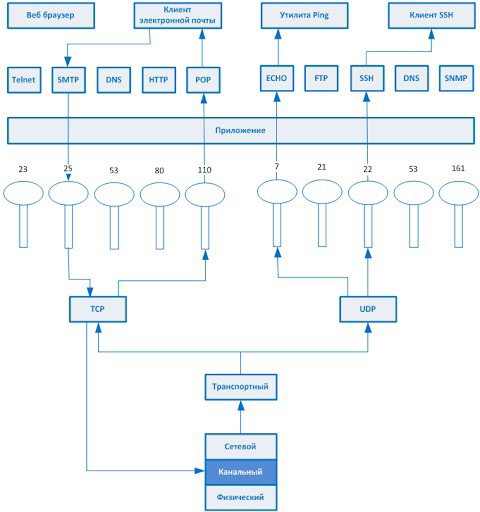 Веб браузер
Клиент
электронной почты
Утилита Ping
Клиент SSH
Telnet
SMTP
DNS
HTTP
POP
ECHO
FTP
SSH
DNS
SNMP
Приложение
23
25
53
80
110
7
21
22
53
161
TCP
UDP
Транспортный
Сетевой
Канальный
Физический